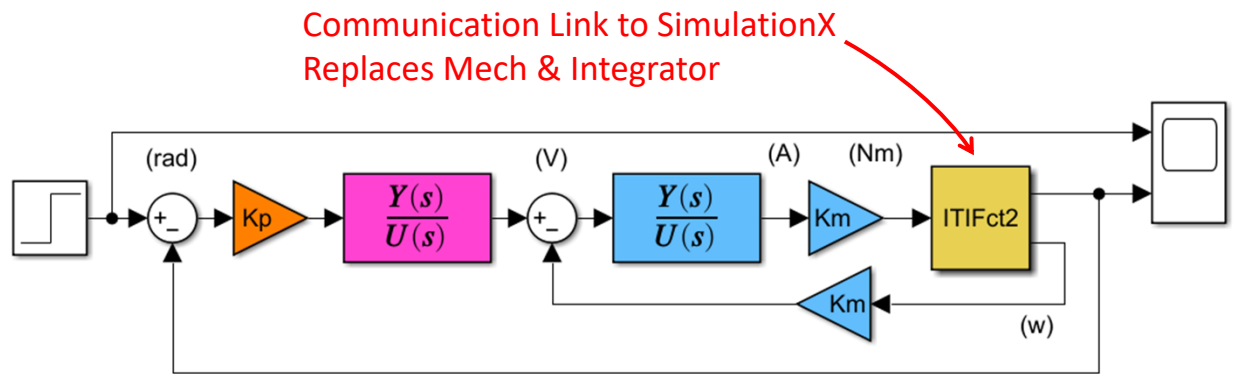 Communication Link to SimulationX
Replaces Mech & Integrator
(rad)
(V)
(A)
(Nm)
+
−
Kp
Y(s)
U(s)
+
−
Y(s)
U(s)
Km
ITIFct2
Km
(w)